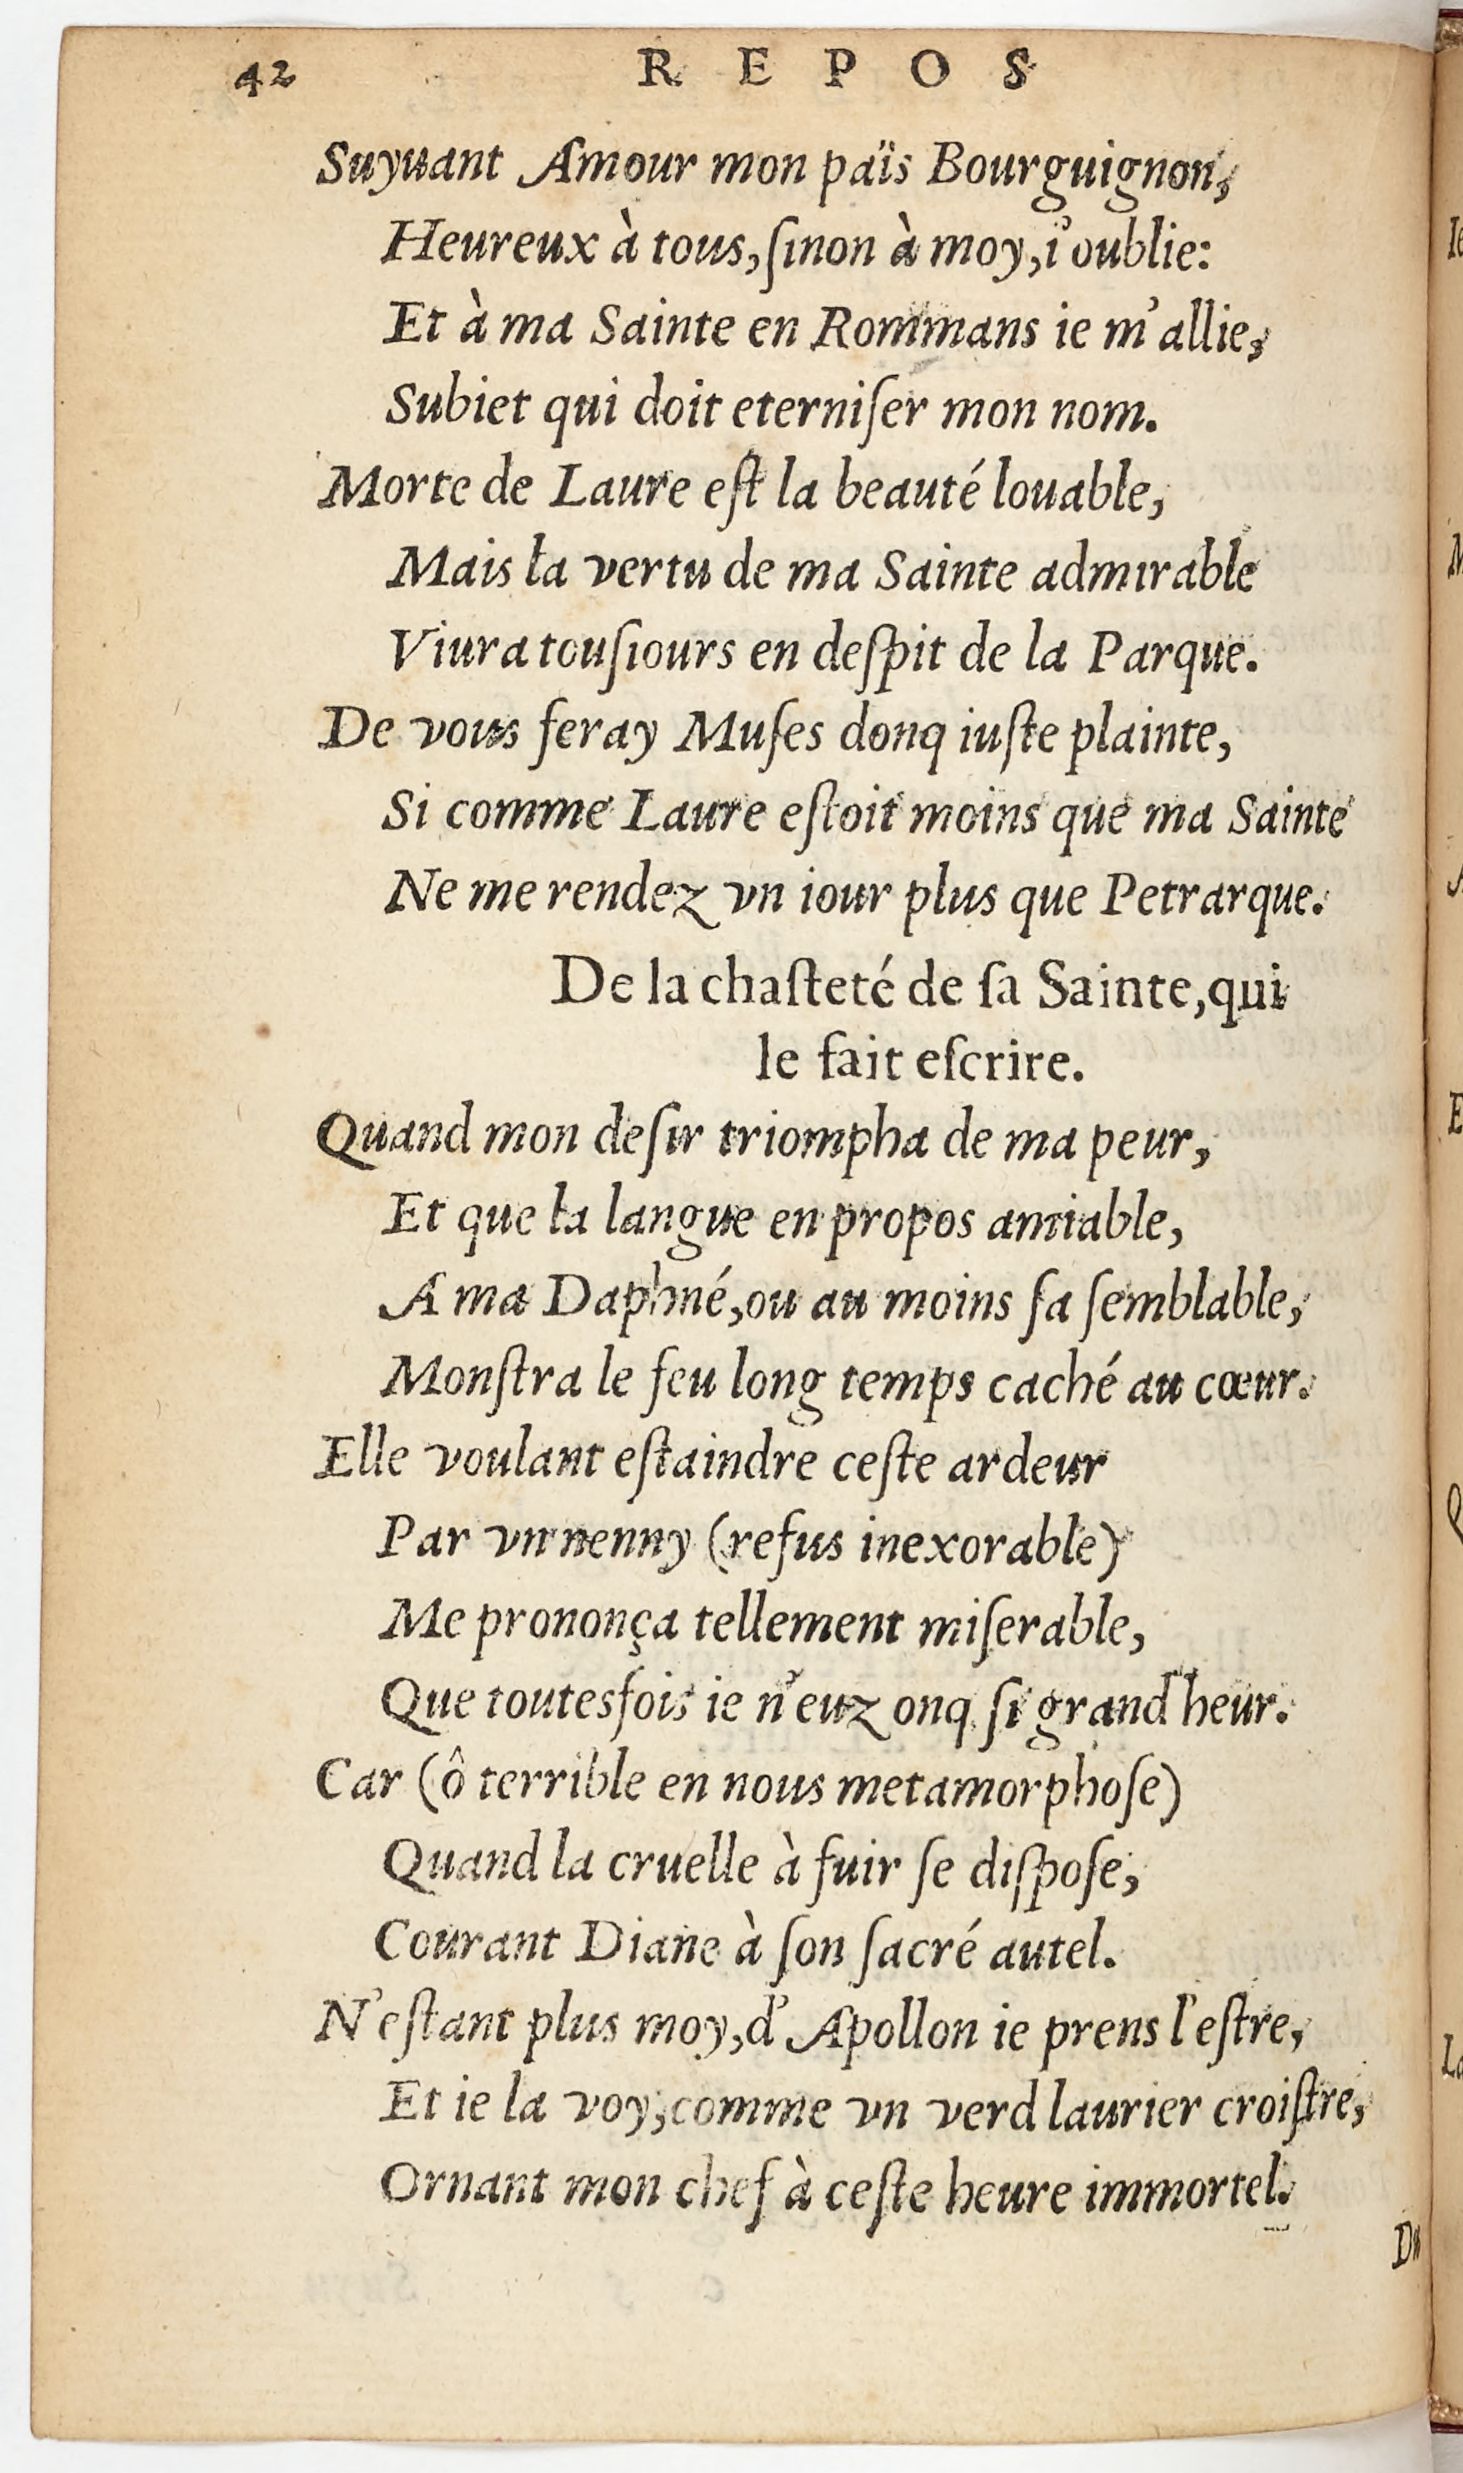 42 REPOS
Suyuant Amour mon païs Bourguignon,
Heureux à tous, ſinon à moy, i'oublie:
Et à ma Sainte en Rommans ie m'allie,
Subiet qui doit eterniſer mon nom.
Morte de Laure eſt la beauté louable,
Mais la vertu de ma Sainte admirable
Viura touſiours en deſpit de la Parque.
De vous feray Muſes donq iuſte plainte,
Si comme Laure eſtoit moins que ma Sainte
Ne me rendez vn iour plus que Petrarque.
De la chaſteté de ſa Sainte, qui
le fait eſcrire.
Quand mon deſir triompha de ma peur,
Et que la langue en propos amiable,
A ma Daphné, ou au moins ſa ſemblable,
Monſtra le feu long temps caché au cœur.
Elle voulant eſtaindre ceſte ardeur
Par vn nenny (refus inexorable)
Me prononça tellement miſerable,
Que toutesfois ie n'euz onq ſi grand heur.
Car (ô terrible en nous metamorphoſe)
Quand la cruelle à fuir ſe diſpoſe,
Courant Diane à ſon ſacré autel.
N'eſtant plus moy, d'Apollon ie prens l'eſtre,
Et ie la voy, comme vn verd laurier croiſtre,
Ornant mon chef à ceſte heure immortel.
Du